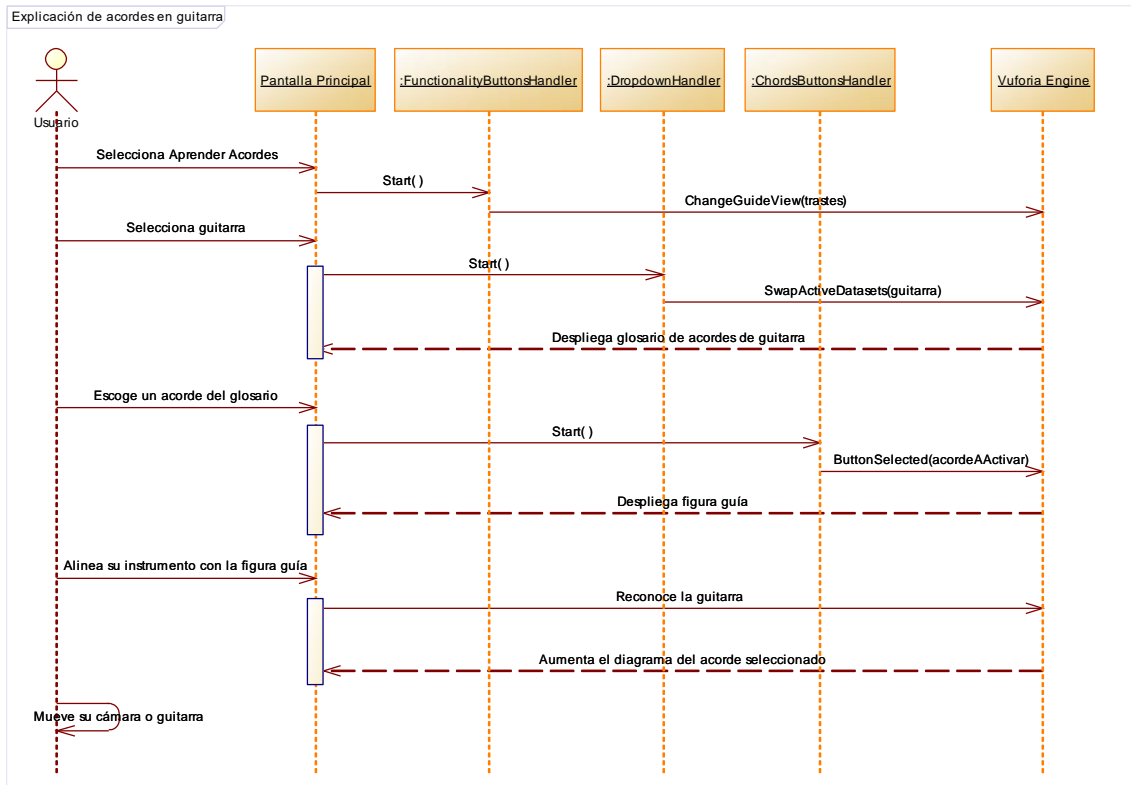 Explicación de acordes en guitarra
Usuario
Pantalla Principal
:FunctionalityButtonsHandler
:DropdownHandler
:ChordsButtonsHandler
Vuforia Engine
Selecciona Aprender Acordes
Start( )
ChangeGuideView(trastes)
Selecciona guitarra
Start( )
SwapActiveDatasets(guitarra)
Despliega glosario de acordes de guitarra
Escoge un acorde del glosario
Start( )
ButtonSelected(acordeAActivar)
Despliega figura guía
Alinea su instrumento con la figura guía
Reconoce la guitarra
Aumenta el diagrama del acorde seleccionado
Mueve su cámara o guitarra